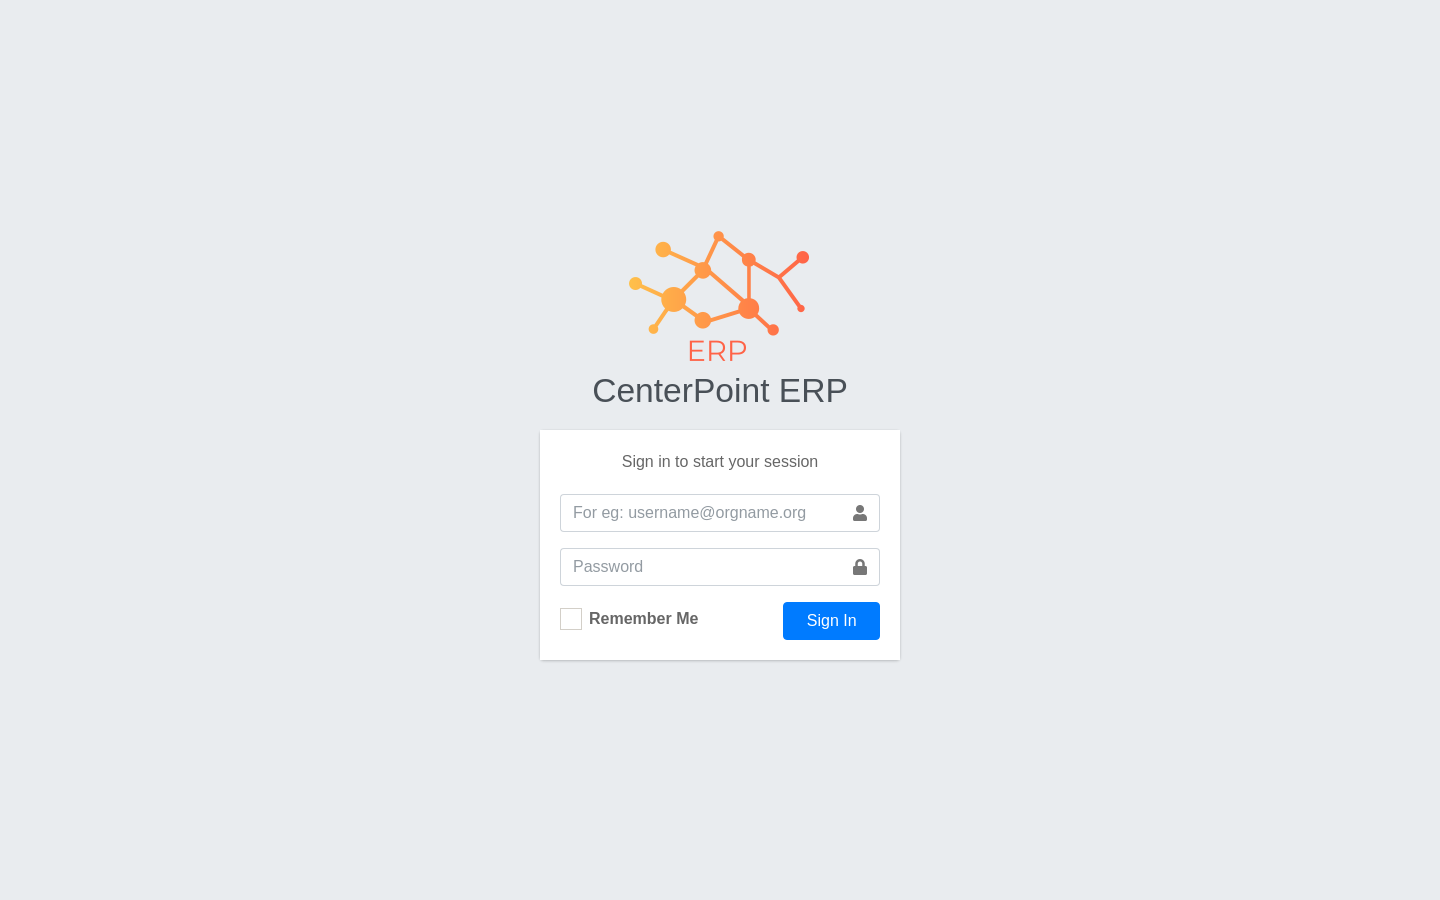 ERP
CenterPoint ERP
Sign in to start your session
For eg: username@orgname.org
Password
Remember Me
Sign In